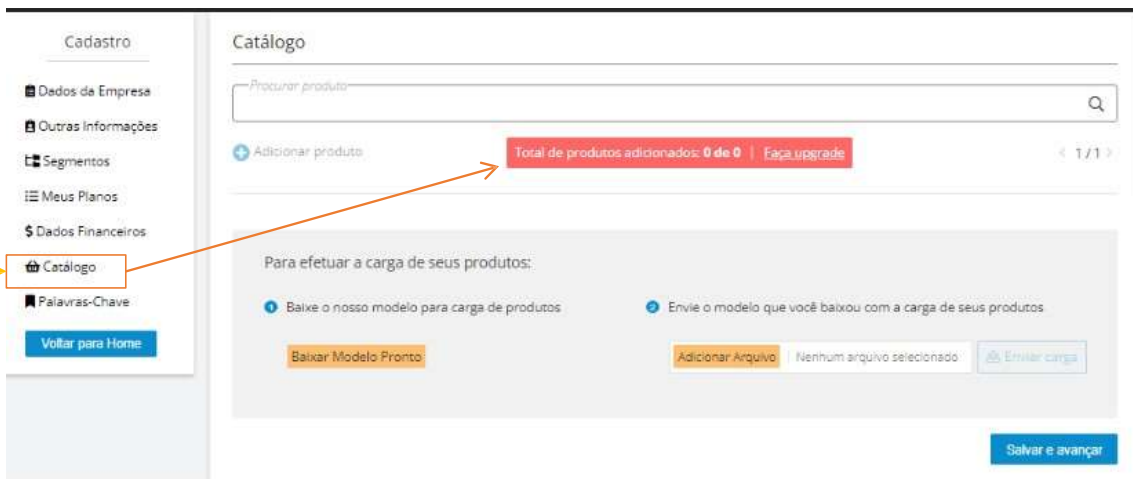 Cadastro
Dados da Empresa
Outras Informações
Segmentos
Meus Planos
Dados Financeiros
Catálogo
Palavras-Chave
Voltar para Home
Catálogo
Procurar produto
Adicionar produto
Total de produtos adicionados: 0 de 0 | Faça upgrade
< 1/1 >
Para efetuar a carga de seus produtos:
1 Baixe o nosso modelo para carga de produtos
Baixar Modelo Pronto
2 Envie o modelo que você baixou com a carga de seus produtos
Adicionar Arquivo | Nenhum arquivo selecionado
Enviar carga
Salvar e avançar